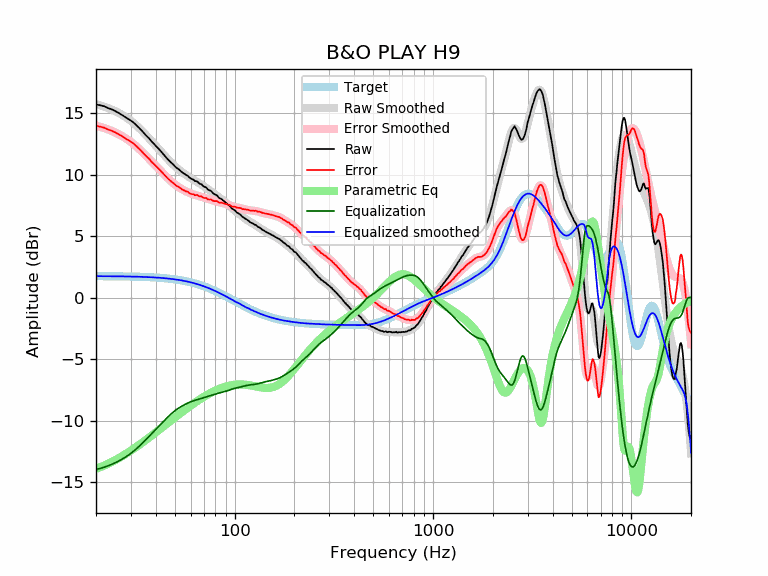 B&O PLAY H9
Target
Raw Smoothed
Error Smoothed
Raw
Error
Parametric Eq
Equalization
Equalized smoothed
Amplitude (dBr)
15
10
5
0
−5
−10
−15
100 1000 10000
Frequency (Hz)